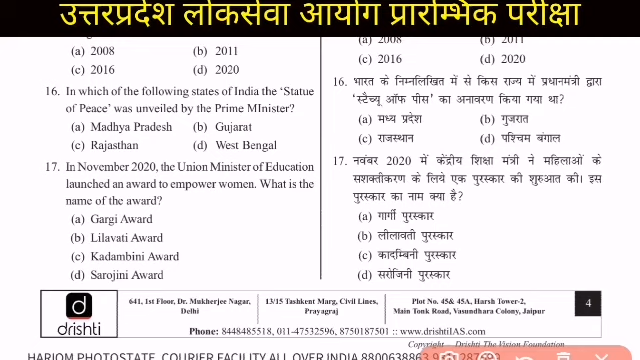 उत्तरप्रदेश लोकसेवा आयोग प्रारम्भिक परीक्षा
(a) 2008 (b) 2011
(c) 2016 (d) 2020
16. In which of the following states of India the ‘Statue
of Peace’ was unveiled by the Prime MInister?
(a) Madhya Pradesh (b) Gujarat
(c) Rajasthan (d) West Bengal
17. In November 2020, the Union Minister of Education
launched an award to empower women. What is the
name of the award?
(a) Gargi Award
(b) Lilavati Award
(c) Kadambini Award
(d) Sarojini Award
(a) 2008 (b) 2011
(c) 2016 (d) 2020
16. भारत के निम्नलिखित में से किस राज्य में प्रधानमंत्री द्वारा
‘स्टैच्यू ऑफ पीस’ का अनावरण किया गया था?
(a) मध्य प्रदेश (b) गुजरात
(c) राजस्थान (d) पश्चिम बंगाल
17. नवंबर 2020 में केंद्रीय शिक्षा मंत्री ने महिलाओं के
सशक्तीकरण के लिये एक पुरस्कार की शुरुआत की। इस
पुरस्कार का नाम क्या है?
(a) गार्गी पुरस्कार
(b) लीलावती पुरस्कार
(c) कादम्बिनी पुरस्कार
(d) सरोजिनी पुरस्कार
d
drishti
641, 1st Floor, Dr. Mukherjee Nagar,
Delhi
13/15 Tashkent Marg, Civil Lines,
Prayagraj
Plot No. 45& 45A, Harsh Tower-2,
Main Tonk Road, Vasundhara Colony, Jaipur
4
Phone: 8448485518, 011-47532596, 8750187501 :: www.drishtiIAS.com
Copyright – Drishti The Vision Foundation
HARIOM PHOTOSTATE, COURIER FACILITY ALL OVER INDIA 8800638863